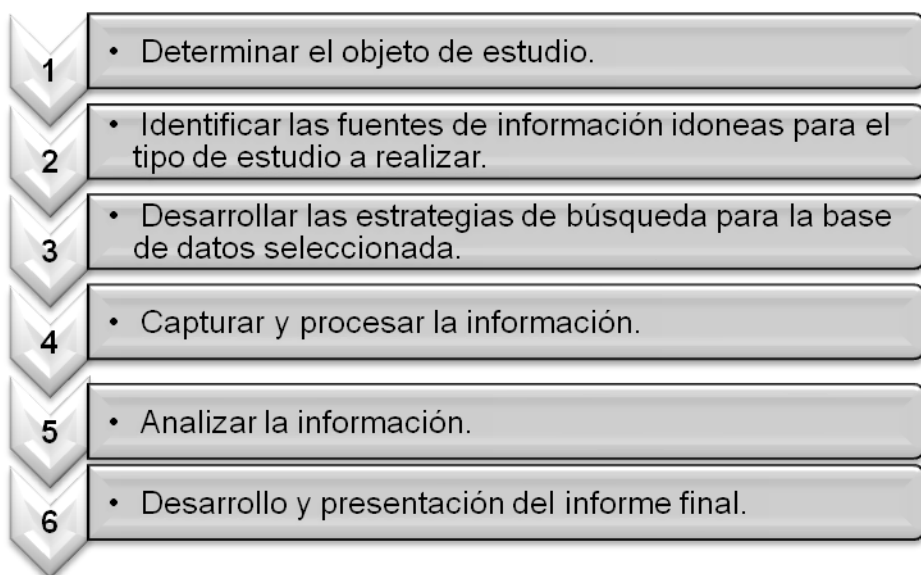 1
• Determinar el objeto de estudio.
2
• Identificar las fuentes de información idoneas para el
tipo de estudio a realizar.
3
• Desarrollar las estrategias de búsqueda para la base
de datos seleccionada.
4
• Capturar y procesar la información.
5
• Analizar la información.
6
• Desarrollo y presentación del informe final.